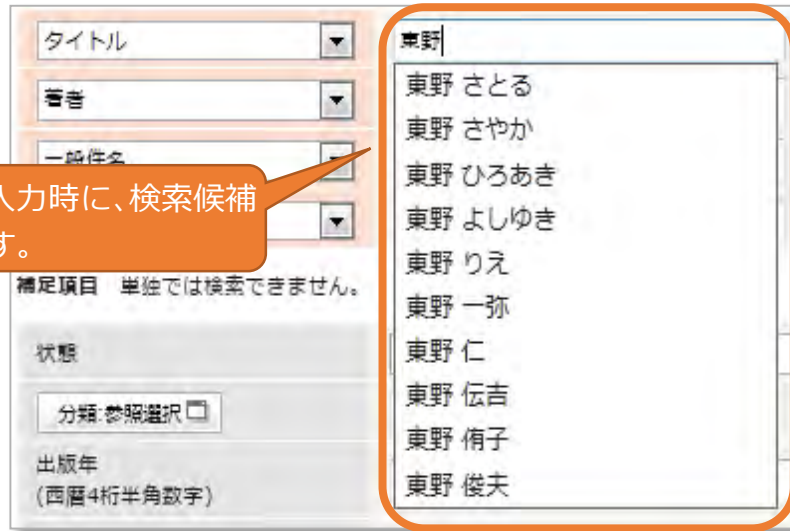 タイトル
著者
一般件名
入力時に、検索候補
す。
補足項目 単独では検索できません。
状態
分類:参照選択
出版年
(西暦4桁半角数字)
東野
東野 さとる
東野 さやか
東野 ひろあき
東野 よしゆき
東野 りえ
東野 一弥
東野 仁
東野 伝吉
東野 侑子
東野 俊夫